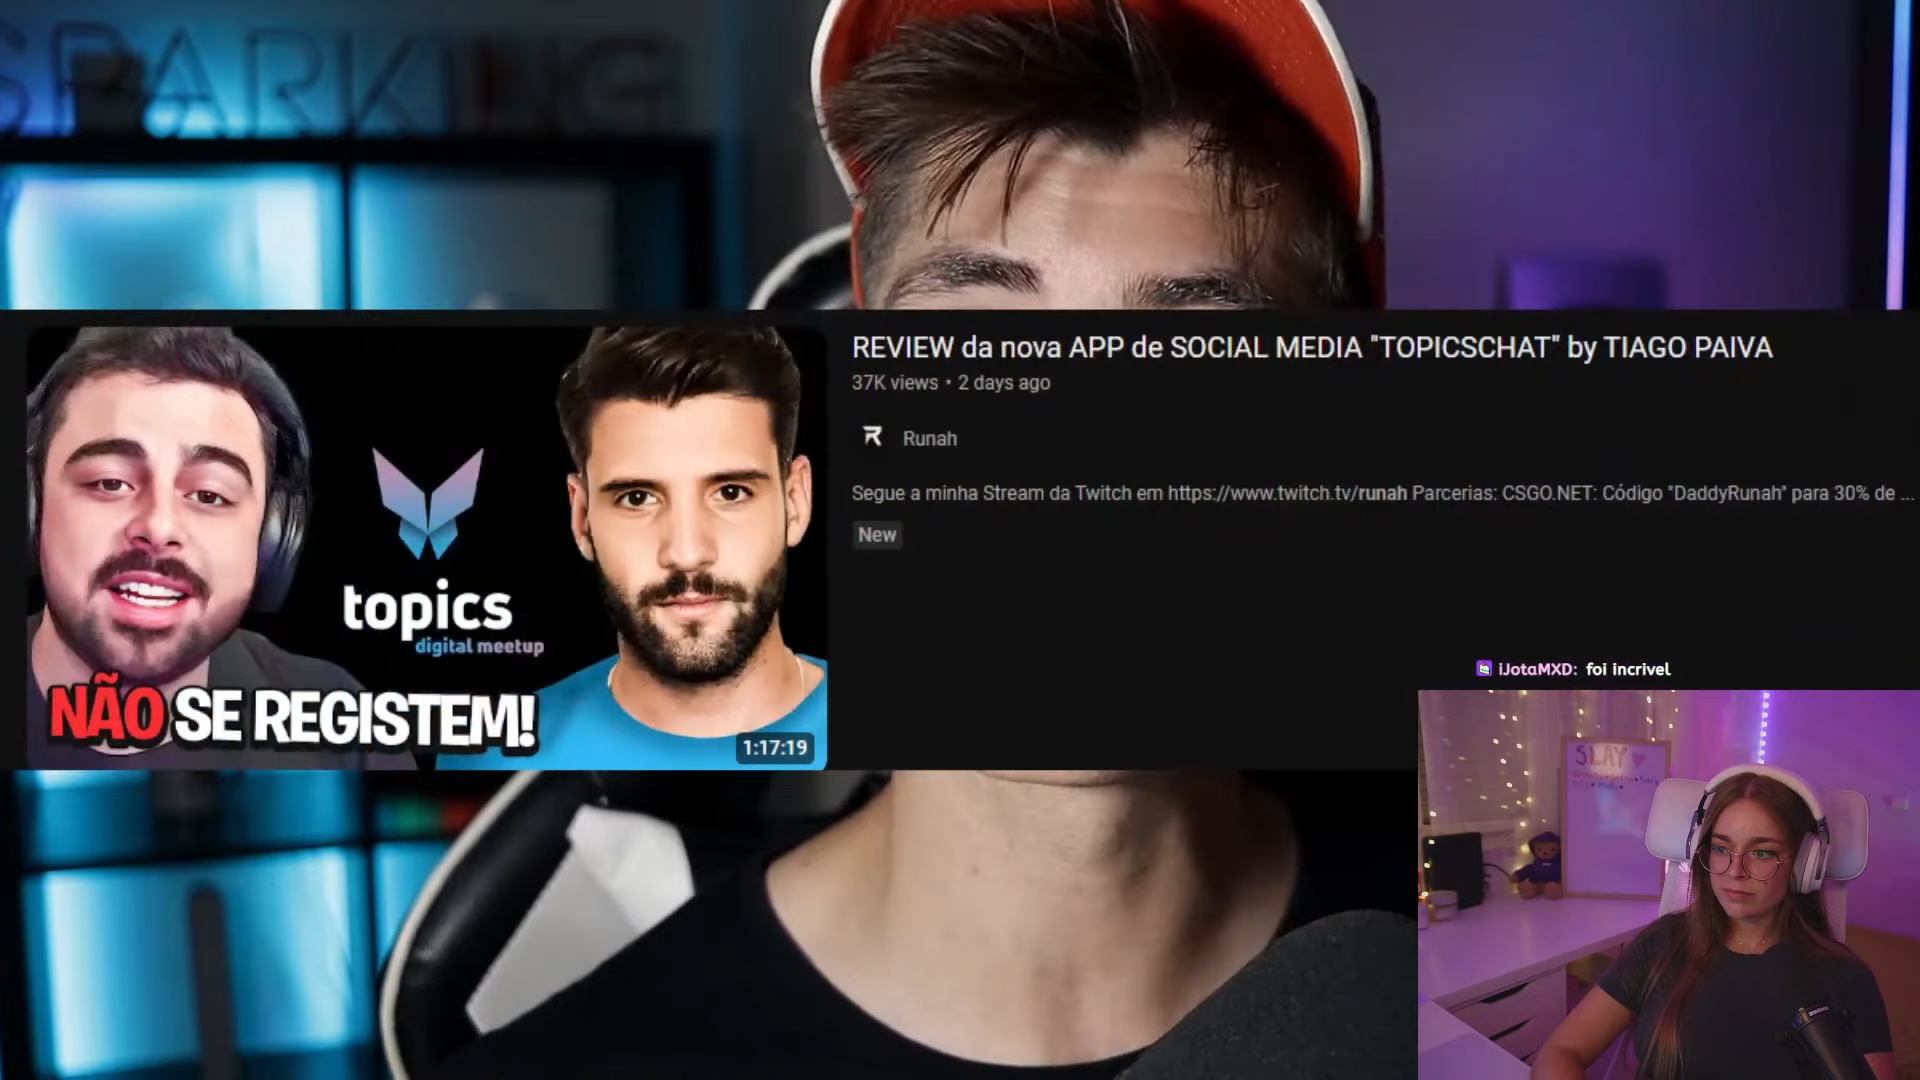 SPARKING
REVIEW da nova APP de SOCIAL MEDIA "TOPICSCHAT" by TIAGO PAIVA
37K views • 2 days ago
Runah
Segue a minha Stream da Twitch em https://www.twitch.tv/runah Parcerias: CSGO.NET: Código "DaddyRunah" para 30% de ...
New
topics
digital meetup
NÃO SE REGISTEM!
1:17:19
iJotaMXD: foi incrivel
SLAY